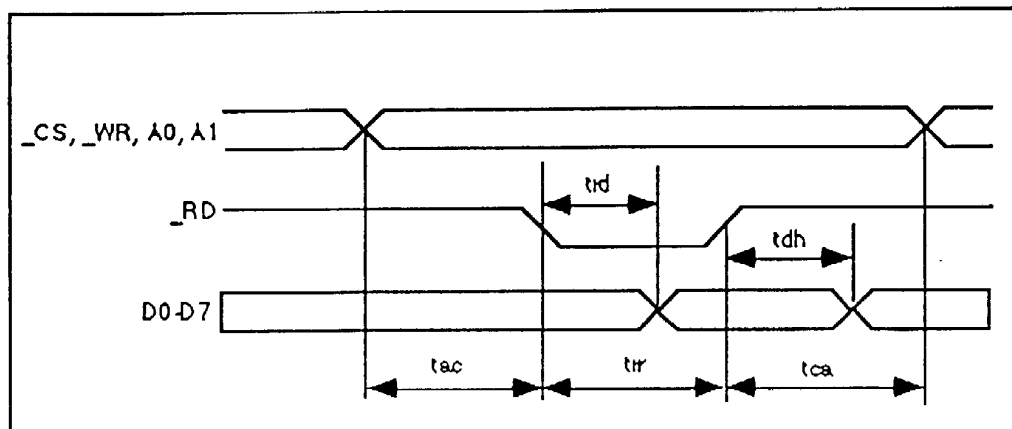 _CS, _WR, A0, A1
trd
_RD
tdh
D0-D7
tac
trr
tca